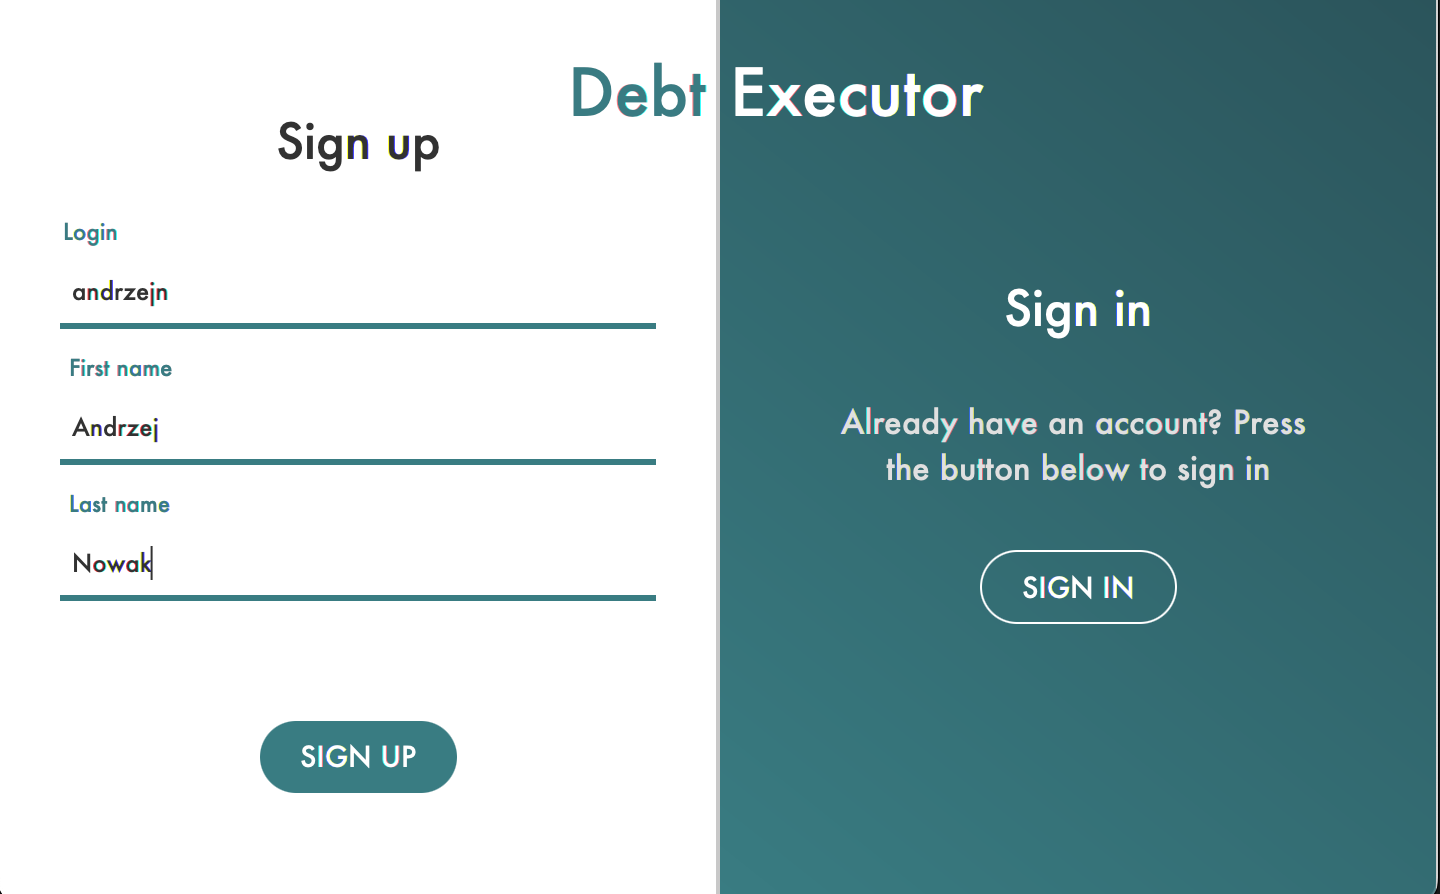 Debt Executor
Sign up
Login
andrzejn
First name
Andrzej
Last name
Nowak
SIGN UP
Sign in
Already have an account? Press
the button below to sign in
SIGN IN